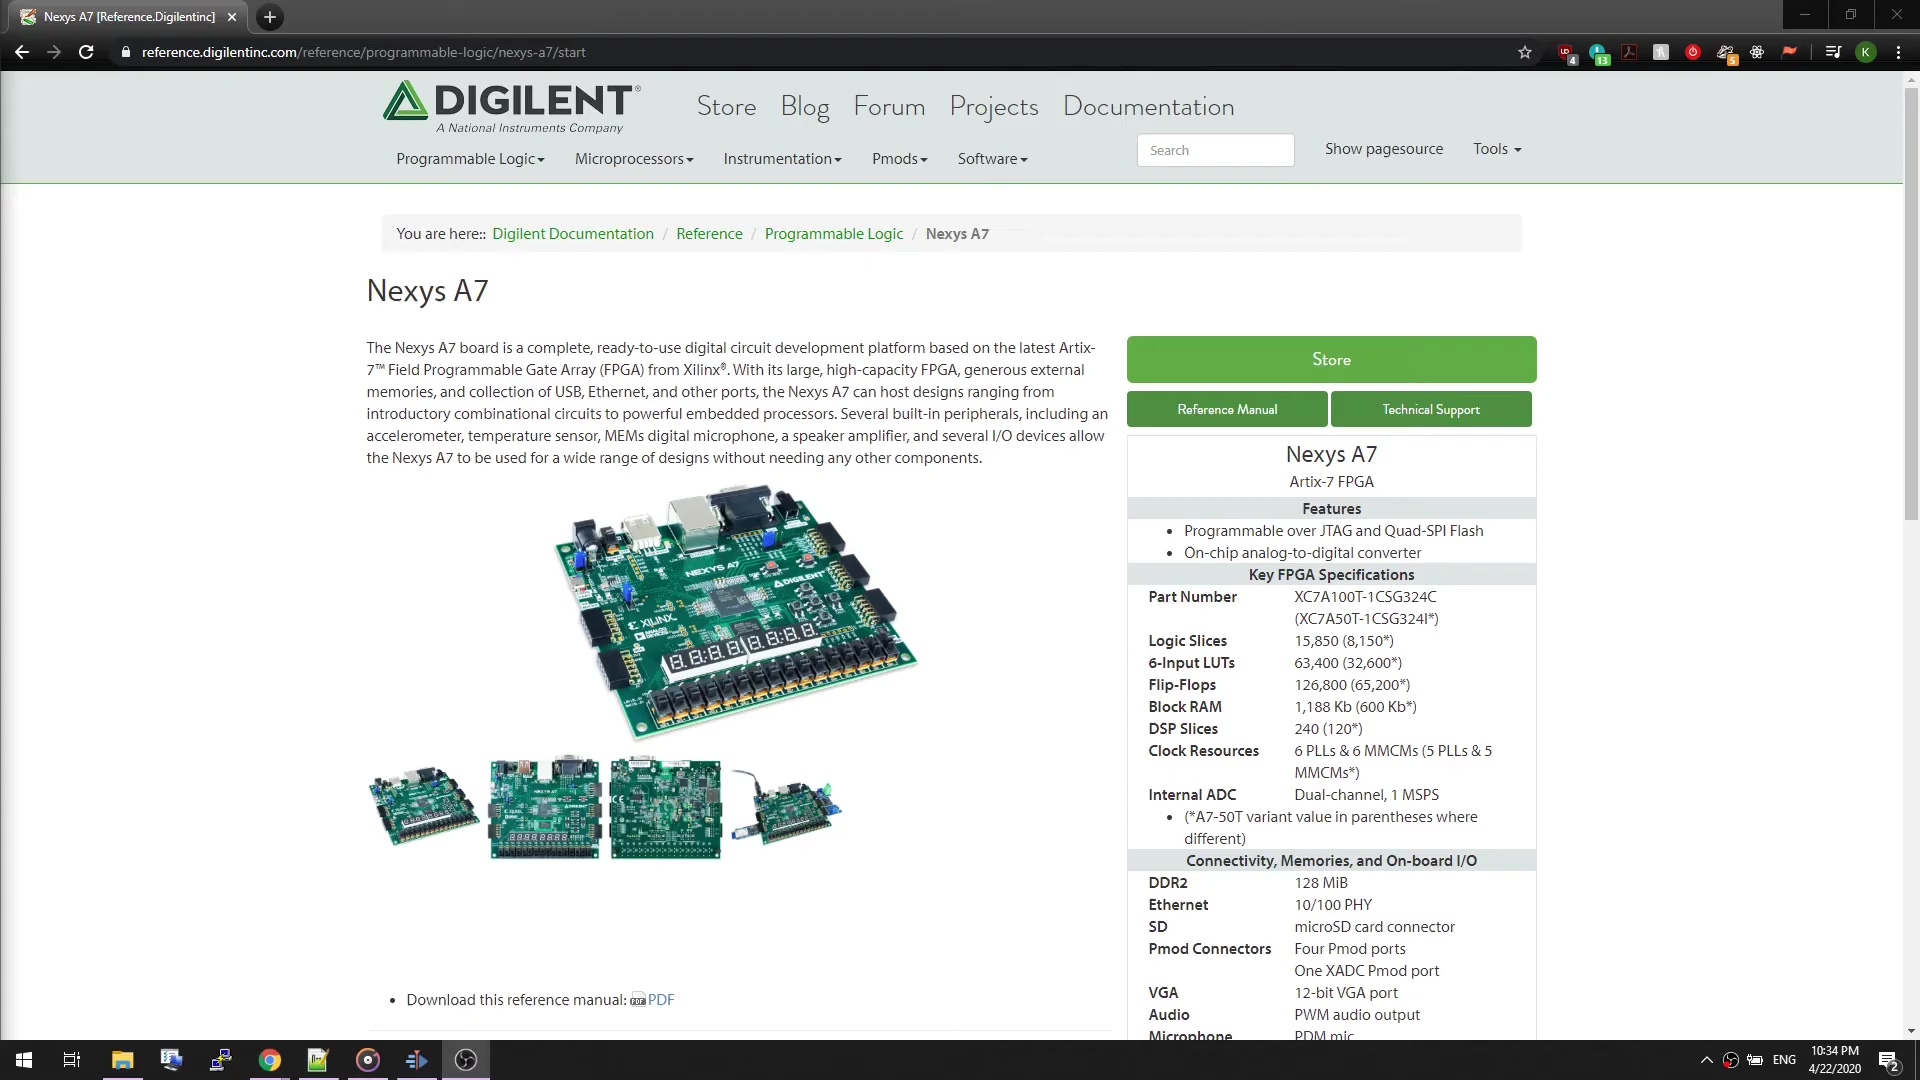 Nexys A7 [Reference.Digilentinc]
reference.digilentinc.com/reference/programmable-logic/nexys-a7/start
4
13
5
K
DIGILENT®
A National Instruments Company
Store Blog Forum Projects Documentation
Programmable Logic Microprocessors Instrumentation Pmods Software
Search
Show pagesource
Tools
You are here:: Digilent Documentation / Reference / Programmable Logic / Nexys A7
Nexys A7
The Nexys A7 board is a complete, ready-to-use digital circuit development platform based on the latest Artix-
7™ Field Programmable Gate Array (FPGA) from Xilinx®. With its large, high-capacity FPGA, generous external
memories, and collection of USB, Ethernet, and other ports, the Nexys A7 can host designs ranging from
introductory combinational circuits to powerful embedded processors. Several built-in peripherals, including an
accelerometer, temperature sensor, MEMs digital microphone, a speaker amplifier, and several I/O devices allow
the Nexys A7 to be used for a wide range of designs without needing any other components.
NEXYS A7
DIGILENT
XILINX
ANALOG DEVICES
Download this reference manual: PDF
Store
Reference Manual
Technical Support
Nexys A7
Artix-7 FPGA
Features
Programmable over JTAG and Quad-SPI Flash
On-chip analog-to-digital converter
Key FPGA Specifications
Part Number XC7A100T-1CSG324C
(XC7A50T-1CSG324I*)
Logic Slices 15,850 (8,150*)
6-Input LUTs 63,400 (32,600*)
Flip-Flops 126,800 (65,200*)
Block RAM 1,188 Kb (600 Kb*)
DSP Slices 240 (120*)
Clock Resources 6 PLLs & 6 MMCMs (5 PLLs & 5
MMCMs*)
Internal ADC Dual-channel, 1 MSPS
(*A7-50T variant value in parentheses where
different)
Connectivity, Memories, and On-board I/O
DDR2 128 MiB
Ethernet 10/100 PHY
SD microSD card connector
Pmod Connectors Four Pmod ports
One XADC Pmod port
VGA 12-bit VGA port
Audio PWM audio output
Microphone PDM mic
ENG
10:34 PM
4/22/2020
2